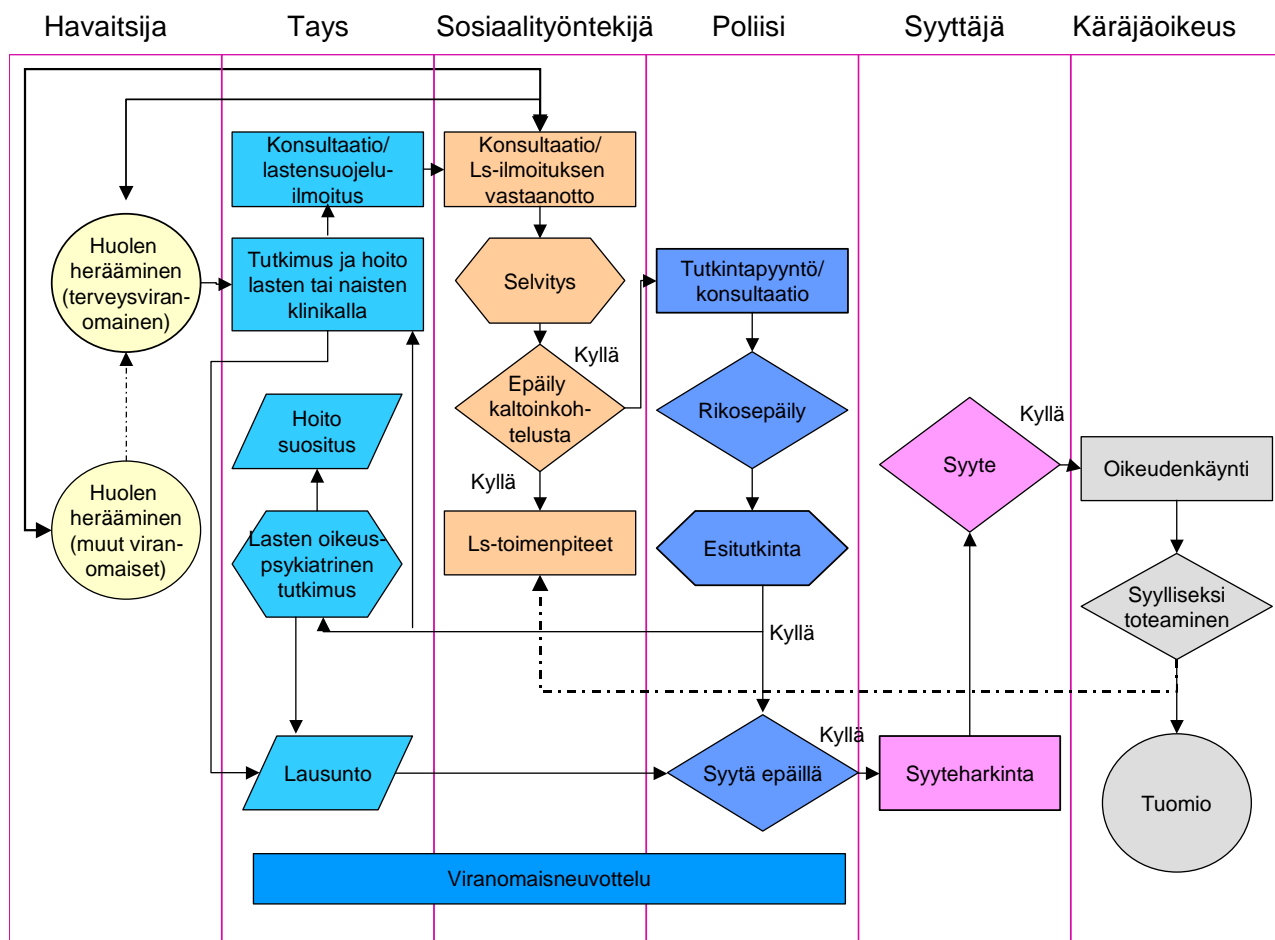 Havaitsija
Tays
Sosiaalityöntekijä
Poliisi
Syyttäjä
Käräjäoikeus
Konsultaatio/
lastensuojelu-
ilmoitus
Konsultaatio/
Ls-ilmoituksen
vastaanotto
Huolen
herääminen
(terveysviran-
omainen)
Tutkimus ja hoito
lasten tai naisten
klinikalla
Selvitys
Tutkintapyyntö/
konsultaatio
Kyllä
Epäily
kaltoinkoh-
telusta
Rikosepäily
Hoito
suositus
Kyllä
Syyte
Kyllä
Oikeudenkäynti
Huolen
herääminen
(muut viran-
omaiset)
Lasten oikeus-
psykiatrinen
tutkimus
Ls-toimenpiteet
Esitutkinta
Syylliseksi
toteaminen
Kyllä
Lausunto
Syytä epäillä
Kyllä
Syyteharkinta
Tuomio
Viranomaisneuvottelu